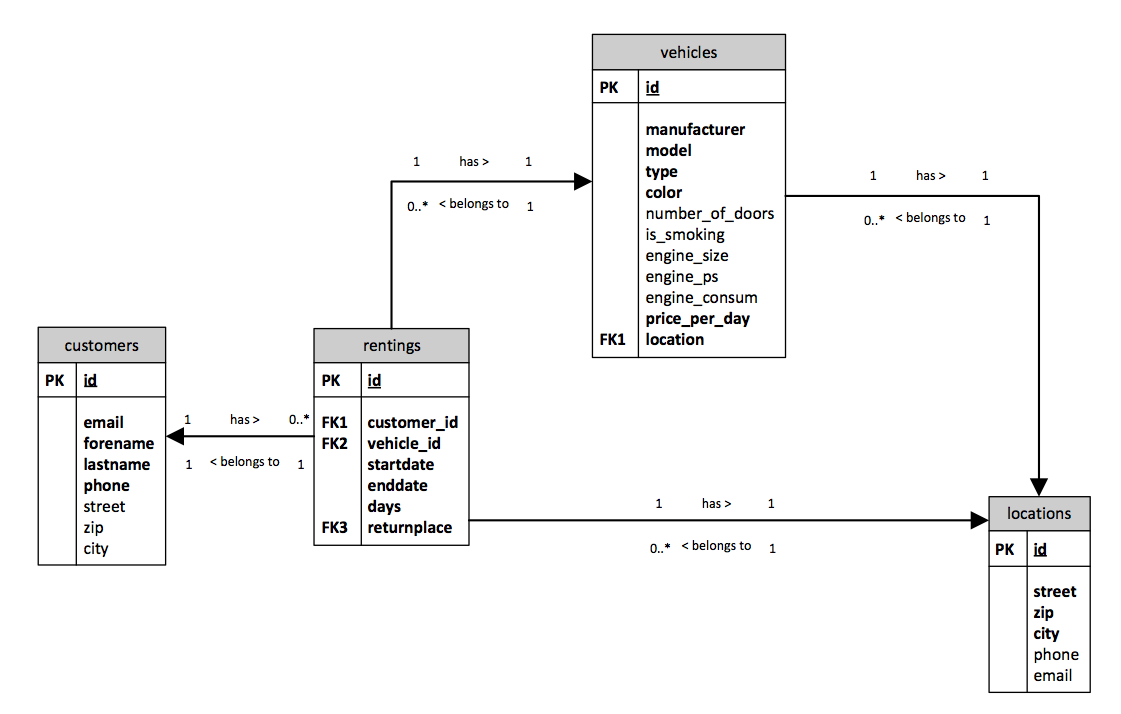 vehicles
PK id
manufacturer
model
type
color
number_of_doors
is_smoking
engine_size
engine_ps
engine_consum
price_per_day
FK1 location
1 has > 1
0..* < belongs to 1
1 has > 1
0..* < belongs to 1
customers
PK id
email
forename
lastname
phone
street
zip
city
1 has > 0..*
1 < belongs to 1
rentings
PK id
FK1 customer_id
FK2 vehicle_id
startdate
enddate
days
FK3 returnplace
1 has > 1
0..* < belongs to 1
locations
PK id
street
zip
city
phone
email